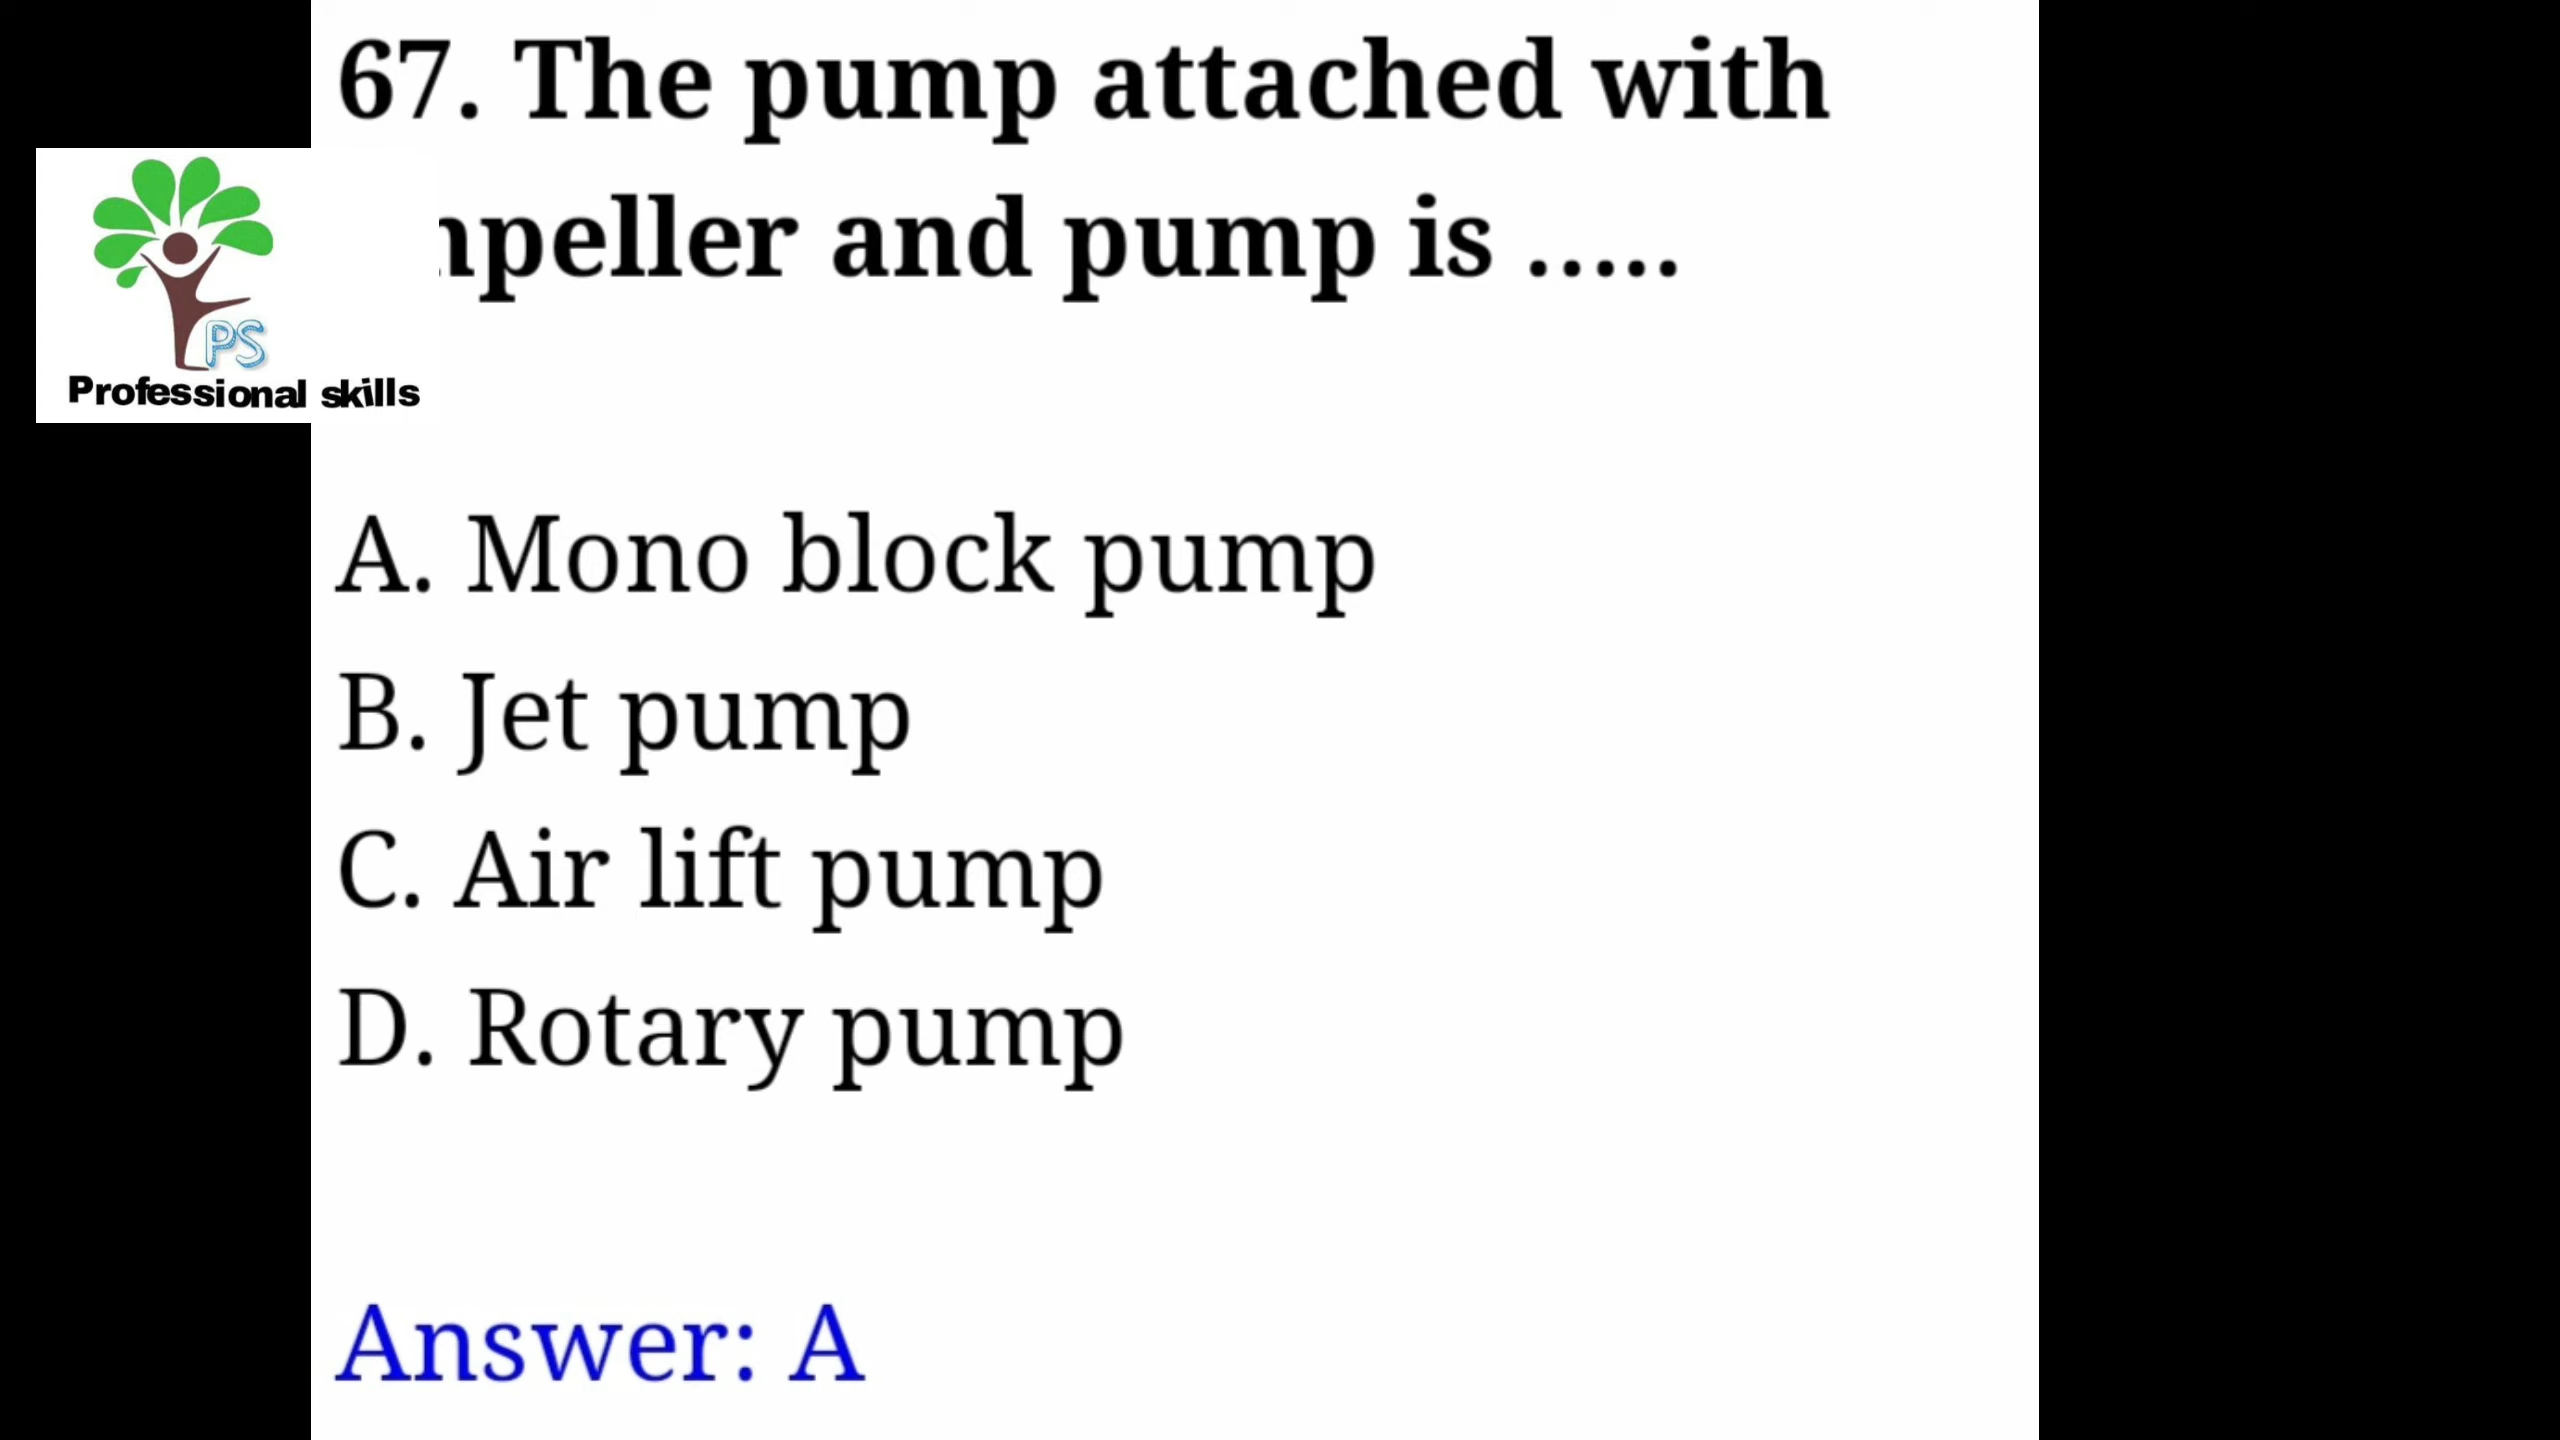 67. The pump attached with
peller and pump is .....
PS
Professional skills
A. Mono block pump
B. Jet pump
C. Air lift pump
D. Rotary pump
Answer: A